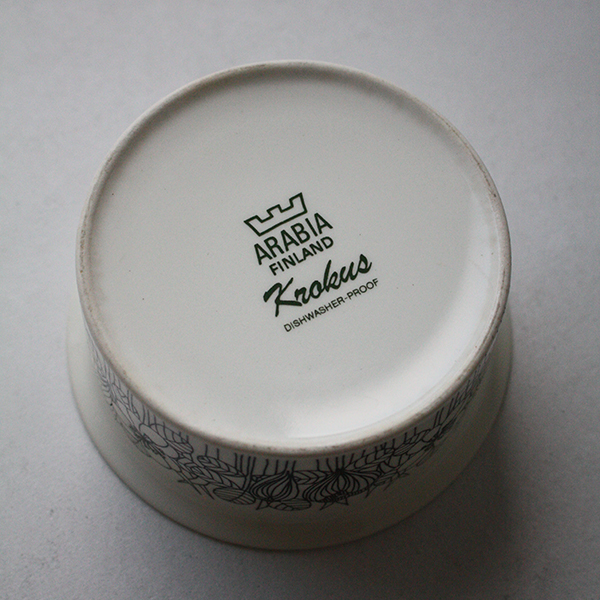 ARABIA
FINLAND
Krokus
DISHWASHER-PROOF